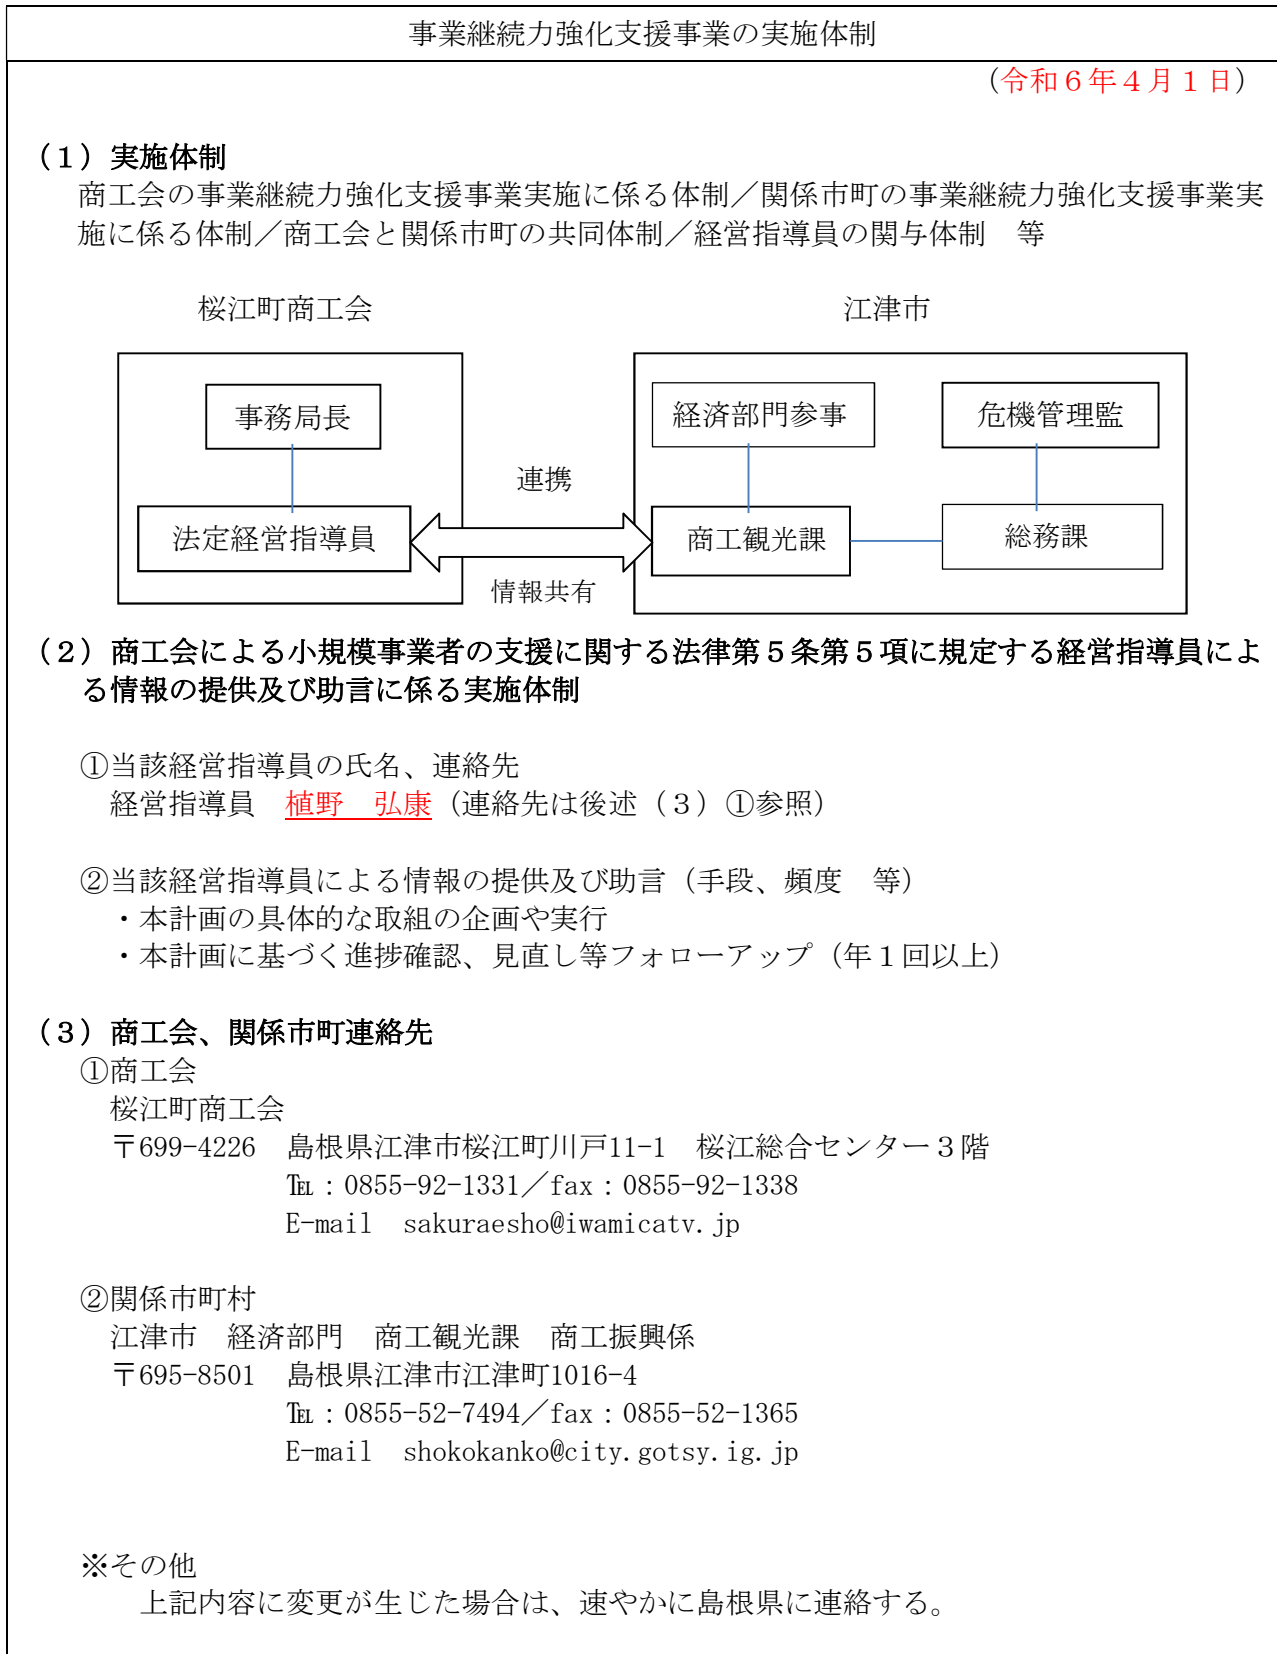 事業継続力強化支援事業の実施体制
（令和６年４月１日）
（１）実施体制
商工会の事業継続力強化支援事業実施に係る体制／関係市町の事業継続力強化支援事業実
施に係る体制／商工会と関係市町の共同体制／経営指導員の関与体制　等
桜江町商工会
江津市
事務局長
経済部門参事
危機管理監
連携
法定経営指導員
商工観光課
総務課
情報共有
（２）商工会による小規模事業者の支援に関する法律第５条第５項に規定する経営指導員によ
る情報の提供及び助言に係る実施体制
①当該経営指導員の氏名、連絡先
経営指導員　植野　弘康（連絡先は後述（３）①参照）
②当該経営指導員による情報の提供及び助言（手段、頻度　等）
・本計画の具体的な取組の企画や実行
・本計画に基づく進捗確認、見直し等フォローアップ（年１回以上）
（３）商工会、関係市町連絡先
①商工会
桜江町商工会
〒699-4226　島根県江津市桜江町川戸11-1　桜江総合センター３階
℡：0855-92-1331／fax：0855-92-1338
E-mail　sakuraesho@iwamicatv.jp
②関係市町村
江津市　経済部門　商工観光課　商工振興係
〒695-8501　島根県江津市江津町1016-4
℡：0855-52-7494／fax：0855-52-1365
E-mail　shokokanko@city.gotsy.ig.jp
※その他
上記内容に変更が生じた場合は、速やかに島根県に連絡する。